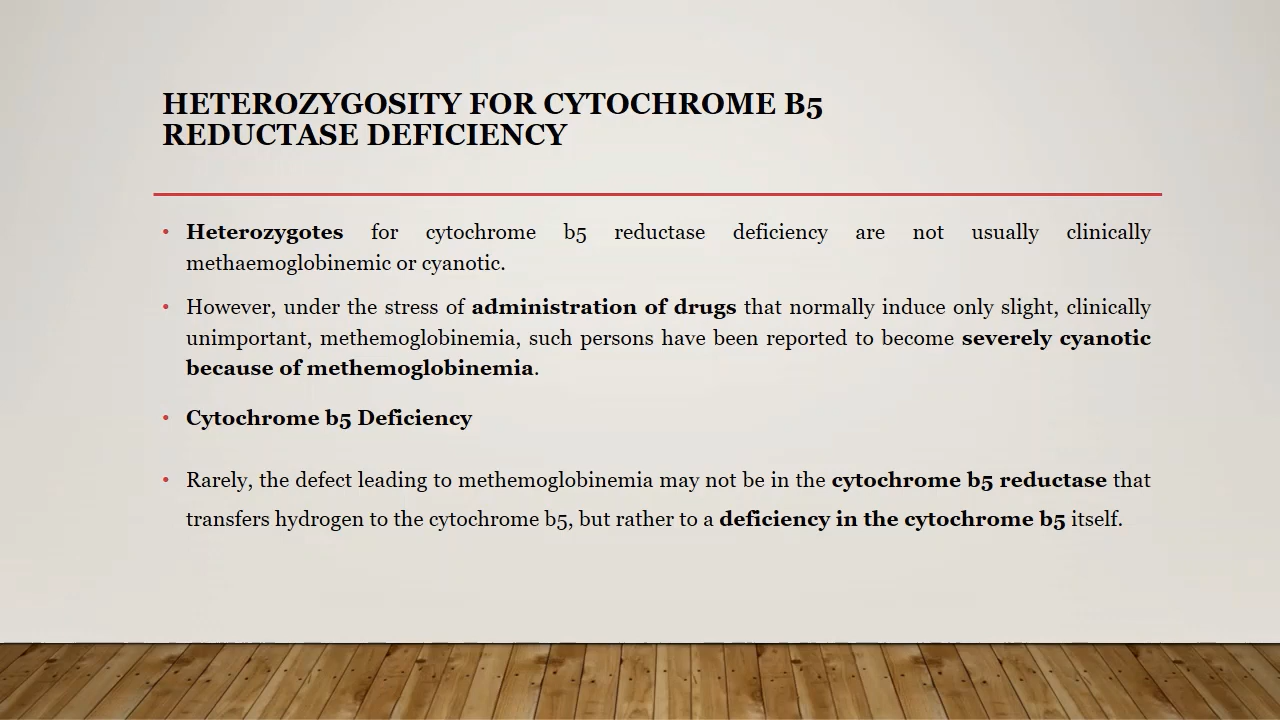 HETEROZYGOSITY FOR CYTOCHROME B5
REDUCTASE DEFICIENCY
• Heterozygotes for cytochrome b5 reductase deficiency are not usually clinically
methaemoglobinemic or cyanotic.
• However, under the stress of administration of drugs that normally induce only slight, clinically
unimportant, methemoglobinemia, such persons have been reported to become severely cyanotic
because of methemoglobinemia.
• Cytochrome b5 Deficiency
• Rarely, the defect leading to methemoglobinemia may not be in the cytochrome b5 reductase that
transfers hydrogen to the cytochrome b5, but rather to a deficiency in the cytochrome b5 itself.